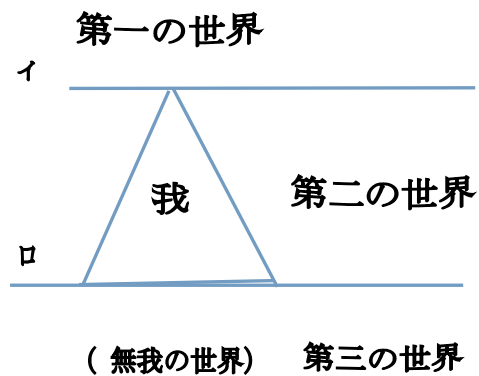 第一の世界
イ
我
第二の世界
ロ
( 無我の世界)
第三の世界